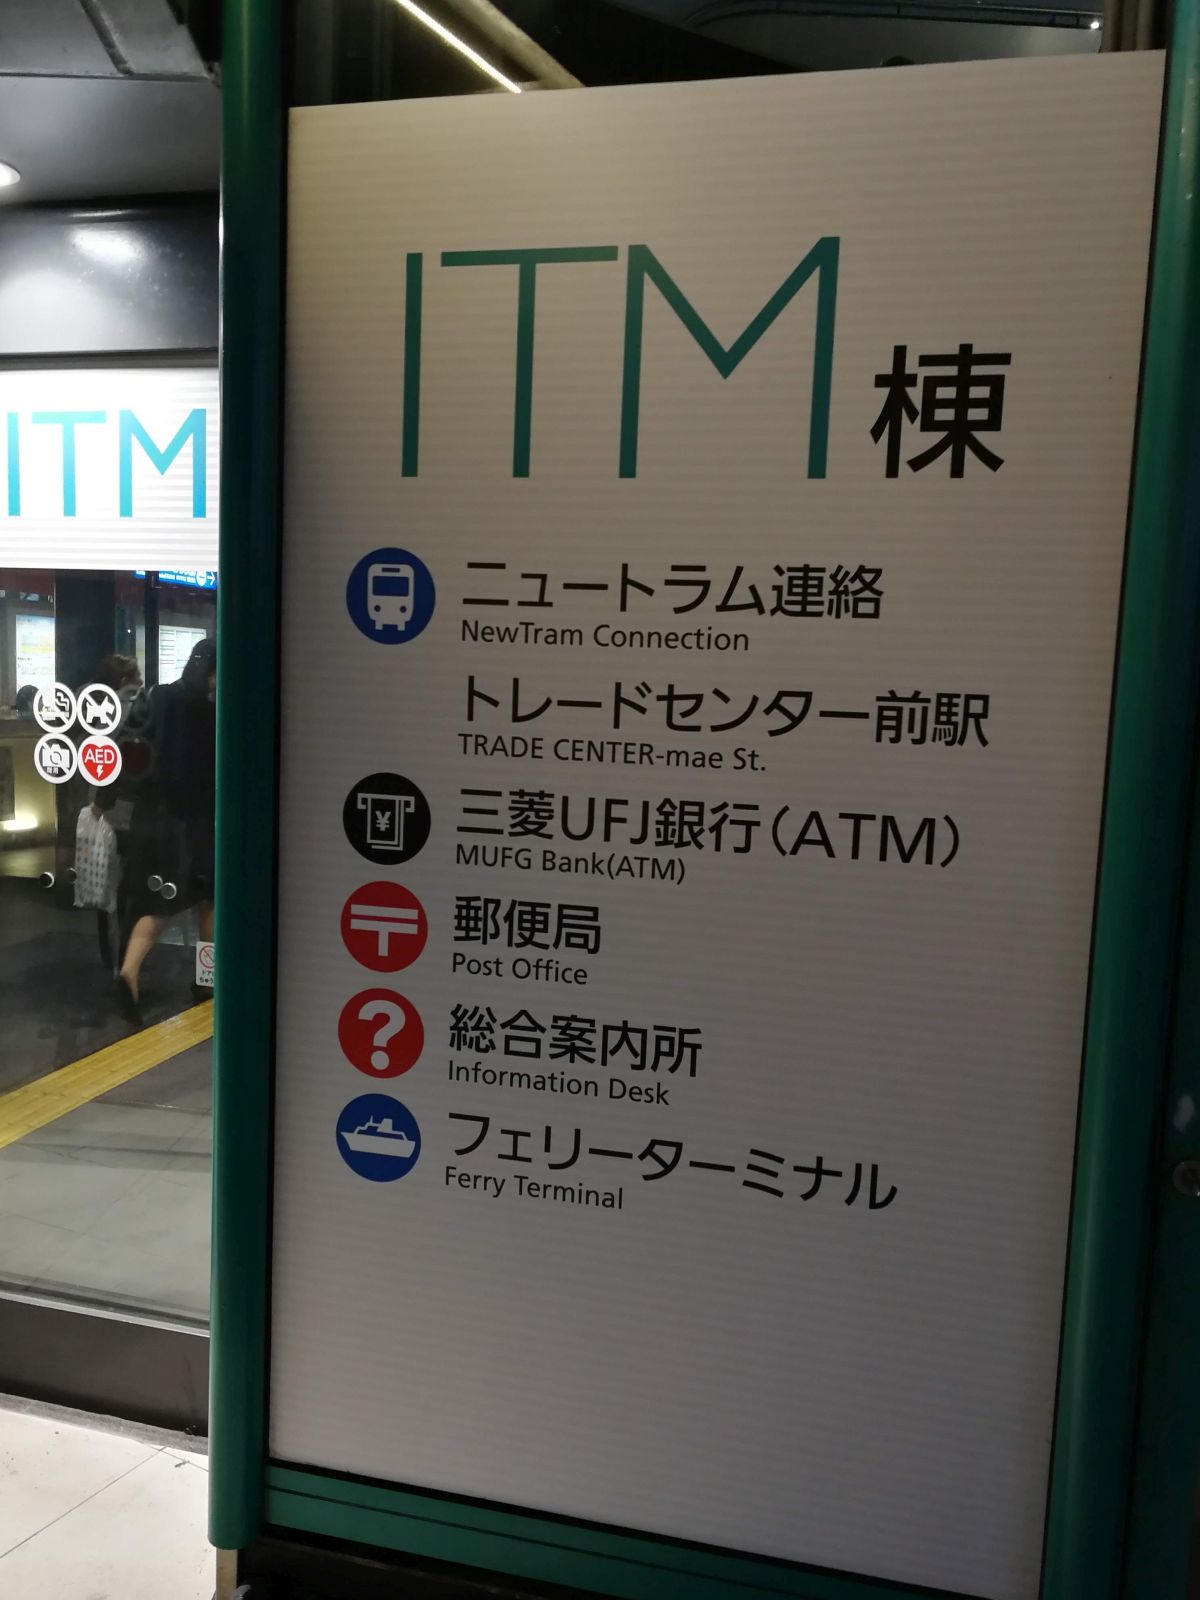 ITM棟
ニュートラム連絡
NewTram Connection
トレードセンター前駅
TRADE CENTER-mae St.
三菱UFJ銀行(ATM)
MUFG Bank(ATM)
郵便局
Post Office
総合案内所
Information Desk
フェリーターミナル
Ferry Terminal
ITM
AED